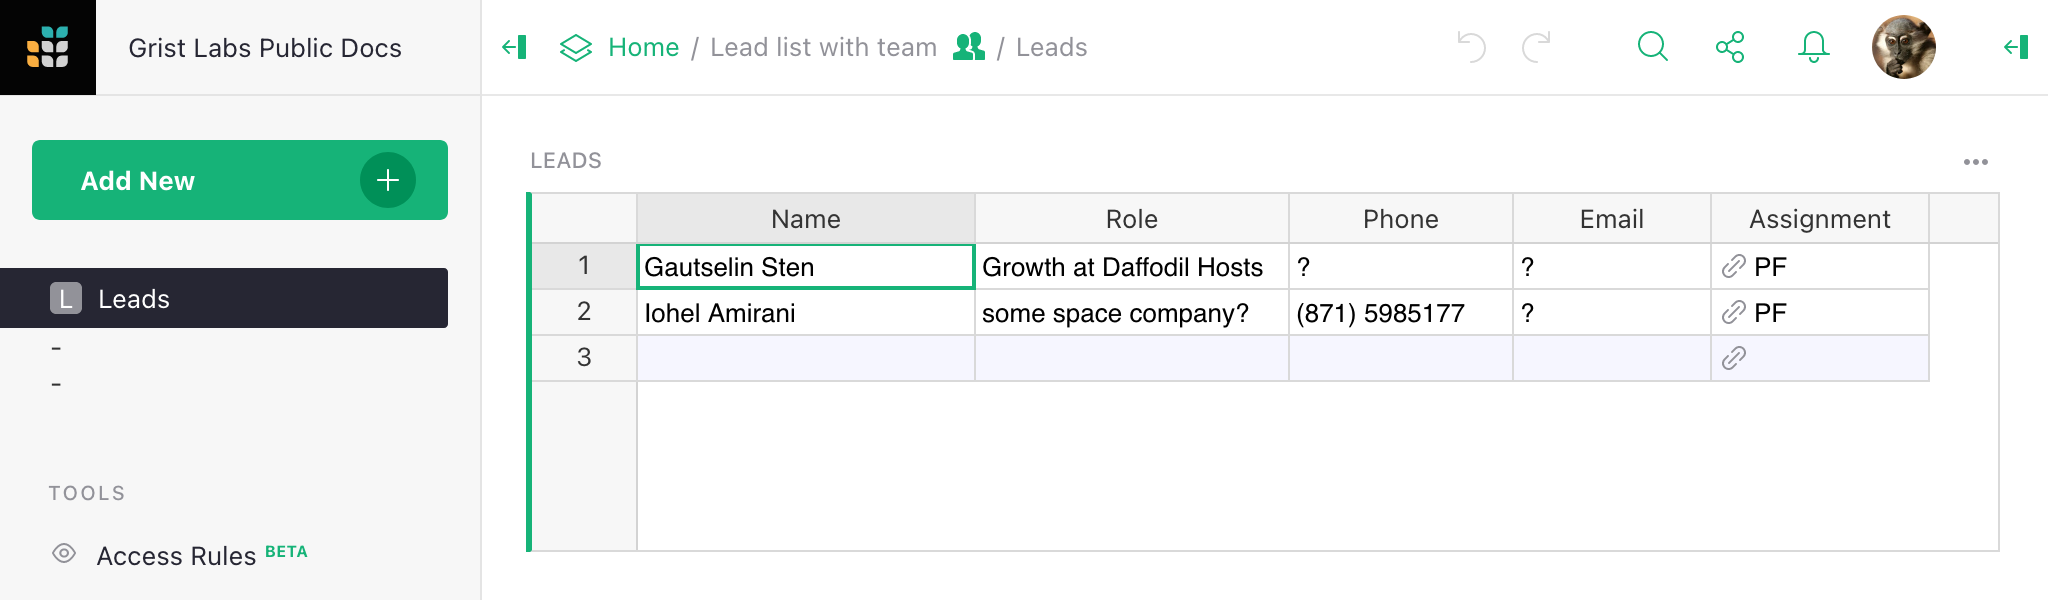 Grist Labs Public Docs
Home / Lead list with team / Leads
Add New
L Leads
-
-
TOOLS
Access Rules BETA
LEADS
Name Role Phone Email Assignment
1 Gautselin Sten Growth at Daffodil Hosts ? ? PF
2 Iohel Amirani some space company? (871) 5985177 ? PF
3